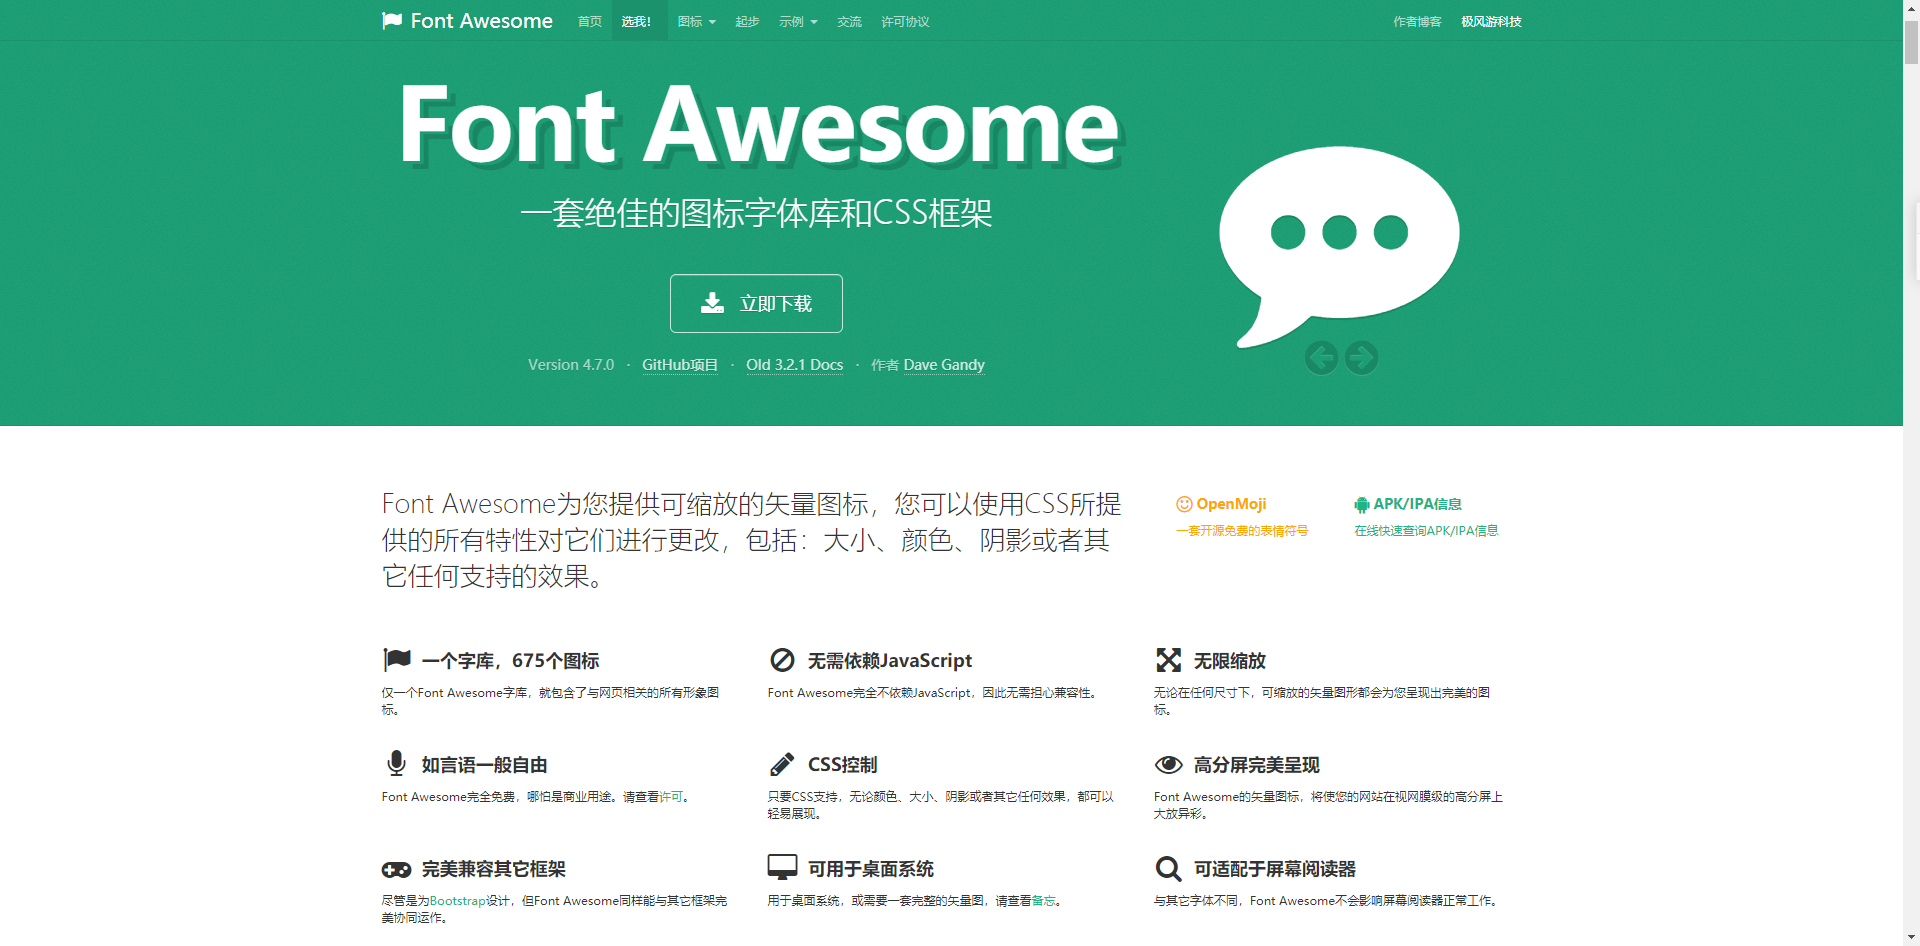 Font Awesome 首页 选我! 图标 起步 示例 交流 许可协议 作者博客 极风游科技
Font Awesome
一套绝佳的图标字体库和CSS框架
立即下载
Version 4.7.0 · GitHub项目 · Old 3.2.1 Docs · 作者 Dave Gandy
Font Awesome为您提供可缩放的矢量图标，您可以使用CSS所提
供的所有特性对它们进行更改，包括：大小、颜色、阴影或者其
它任何支持的效果。
OpenMoji
一套开源免费的表情符号
APK/IPA信息
在线快速查询APK/IPA信息
一个字库，675个图标
仅一个Font Awesome字库，就包含了与网页相关的所有形象图
标。
无需依赖JavaScript
Font Awesome完全不依赖JavaScript，因此无需担心兼容性。
无限缩放
无论在任何尺寸下，可缩放的矢量图形都会为您呈现出完美的图
标。
如言语一般自由
Font Awesome完全免费，哪怕是商业用途。请查看许可。
CSS控制
只要CSS支持，无论颜色、大小、阴影或者其它任何效果，都可以
轻易展现。
高分屏完美呈现
Font Awesome的矢量图标，将使您的网站在视网膜级的高分屏上
大放异彩。
完美兼容其它框架
尽管是为Bootstrap设计，但Font Awesome同样能与其它框架完
美协同运作。
可用于桌面系统
用于桌面系统，或需要一套完整的矢量图，请查看备忘。
可适配于屏幕阅读器
与其它字体不同，Font Awesome不会影响屏幕阅读器正常工作。